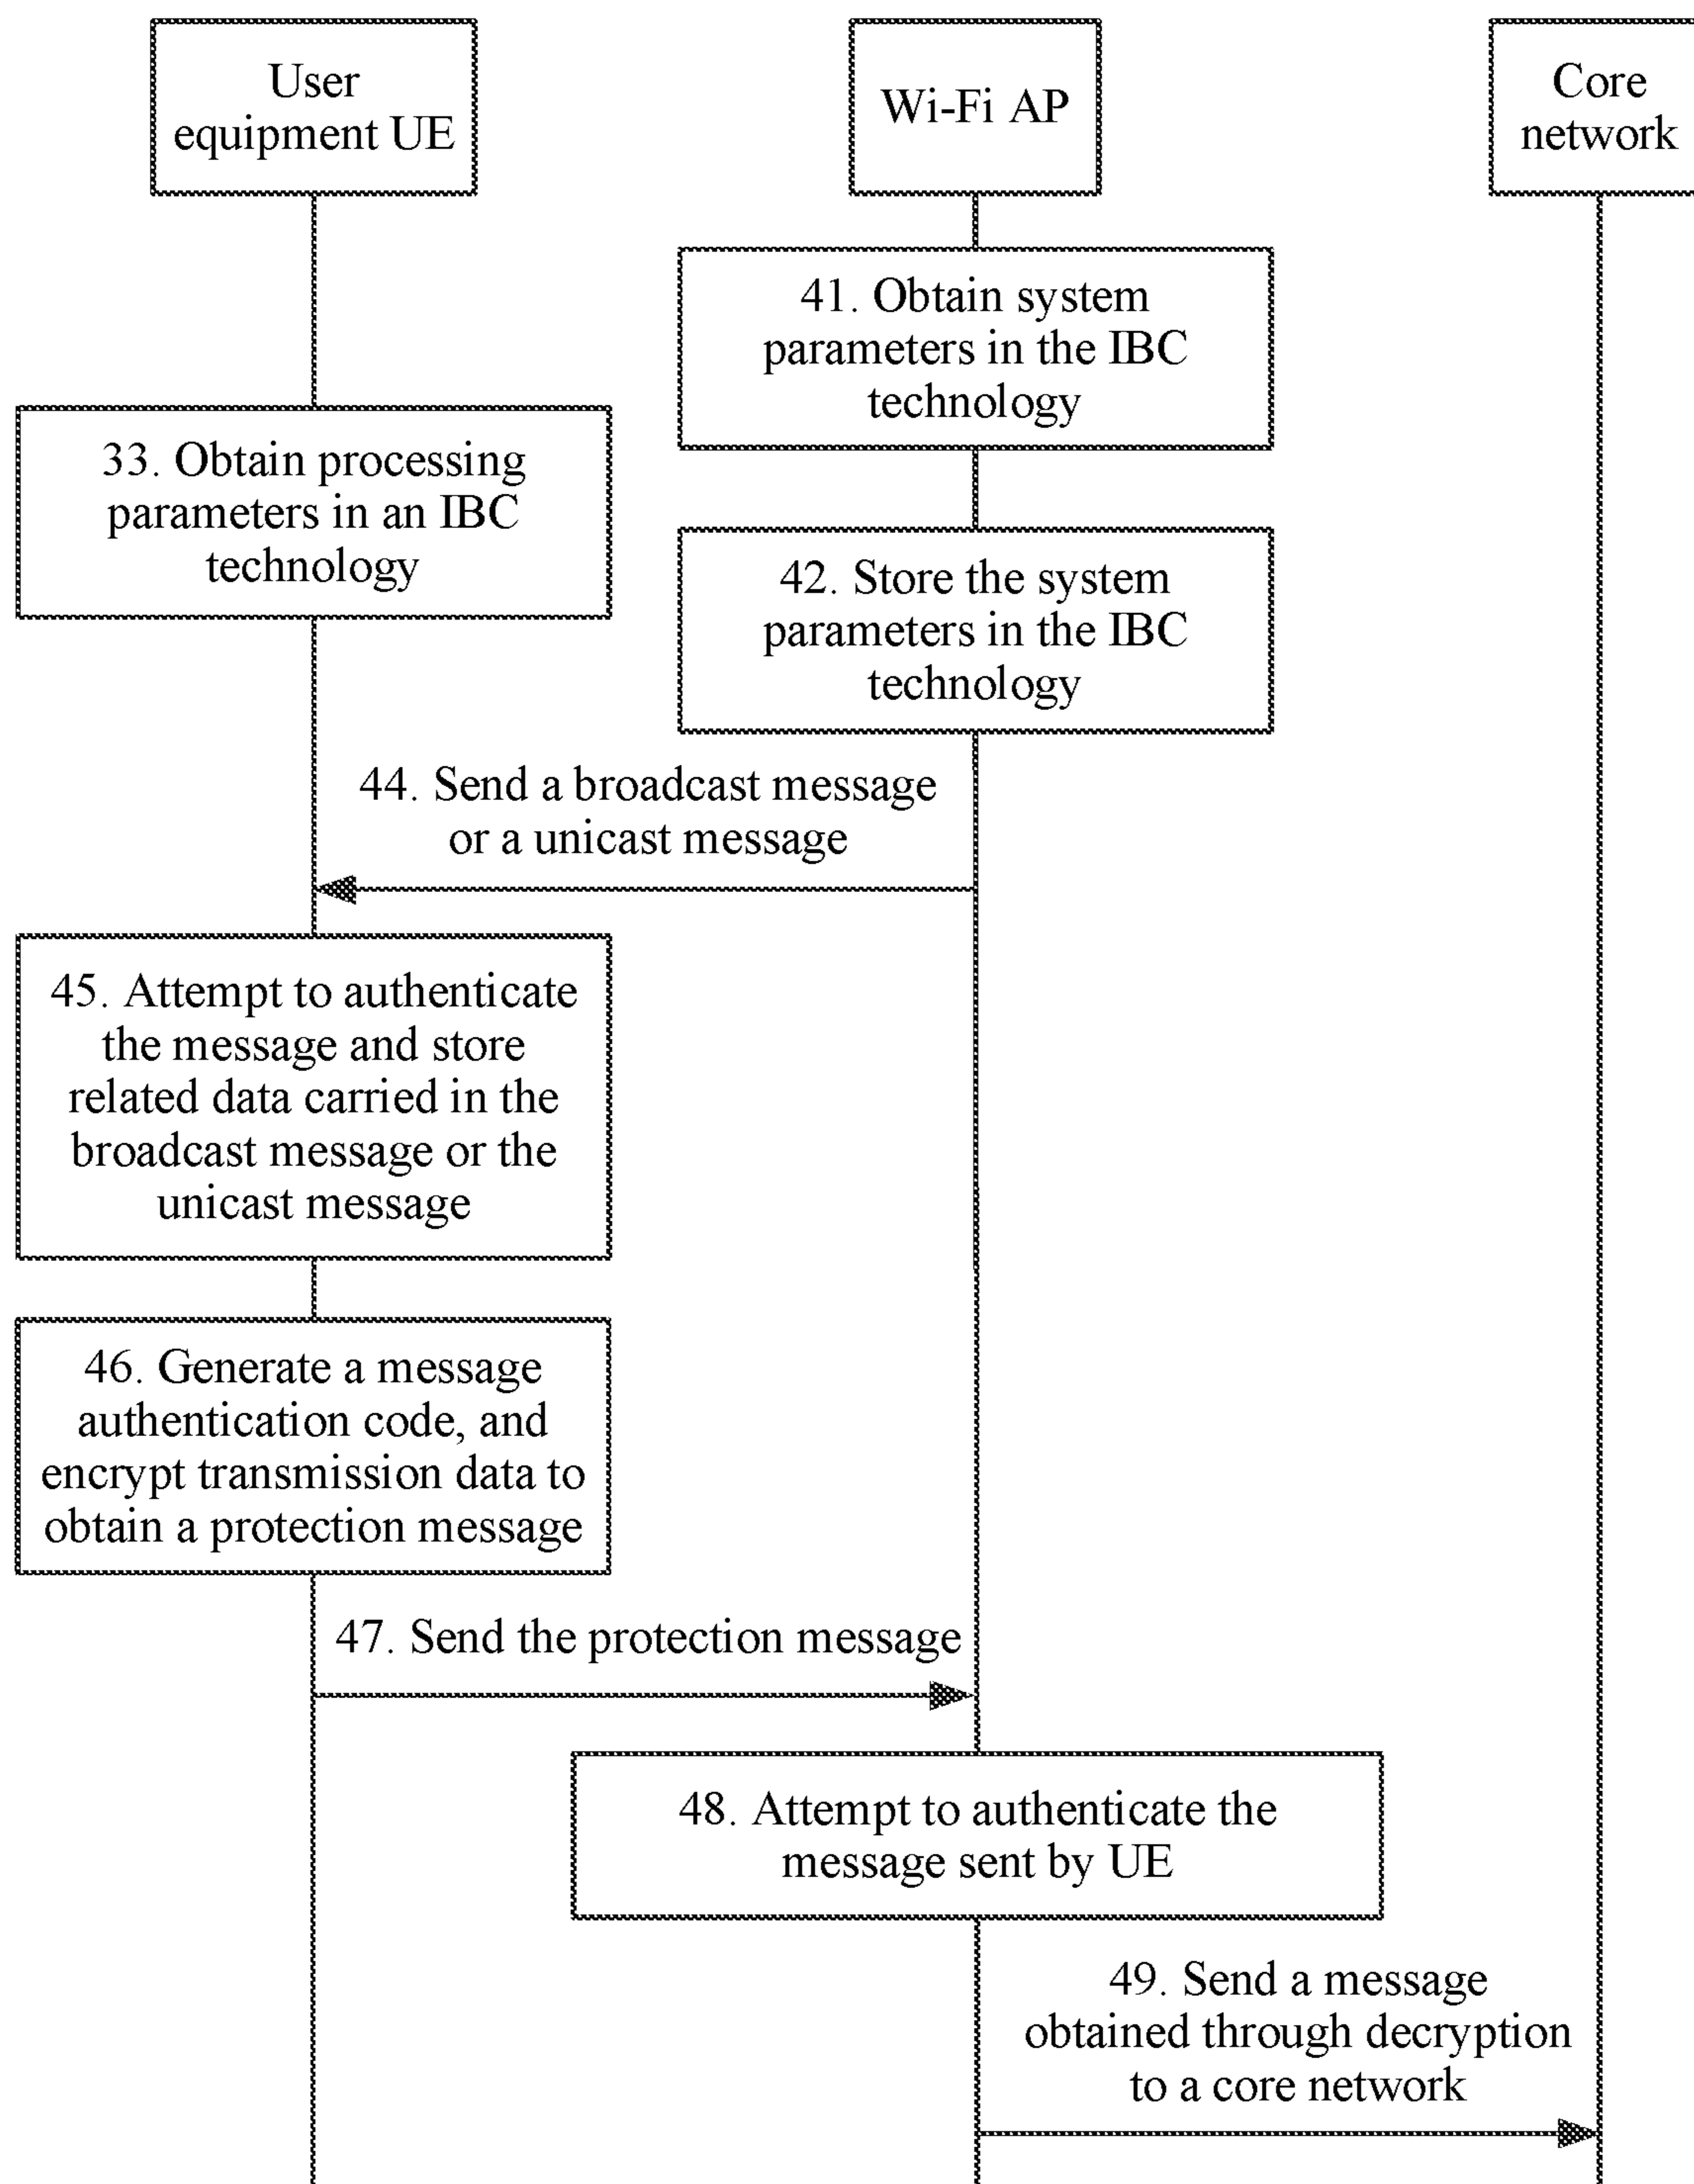 User
equipment UE
Wi-Fi AP
Core
network
41. Obtain system
parameters in the IBC
technology
33. Obtain processing
parameters in an IBC
technology
42. Store the system
parameters in the IBC
technology
44. Send a broadcast message
or a unicast message
45. Attempt to authenticate
the message and store
related data carried in the
broadcast message or the
unicast message
46. Generate a message
authentication code, and
encrypt transmission data to
obtain a protection message
47. Send the protection message
48. Attempt to authenticate the
message sent by UE
49. Send a message
obtained through decryption
to a core network